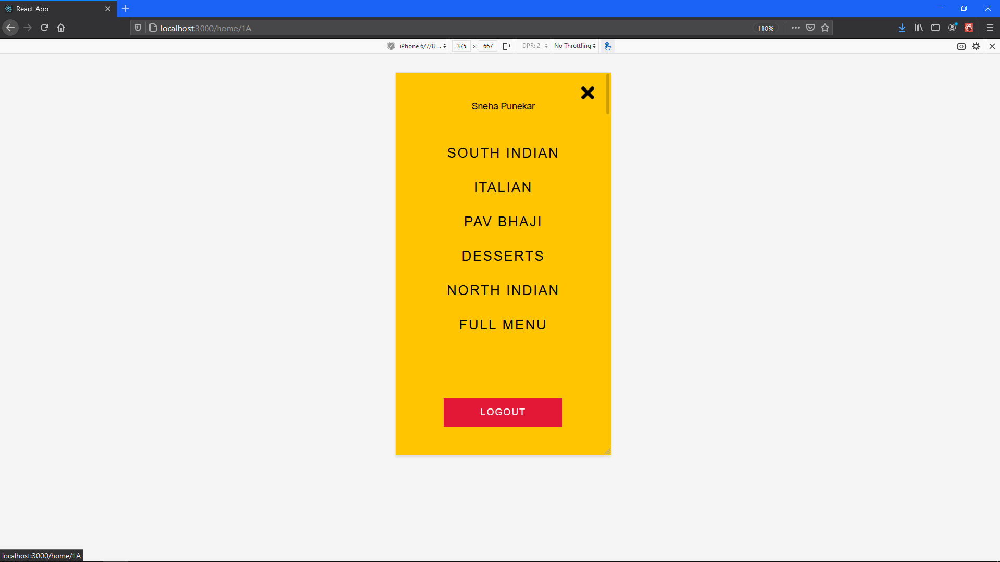 React App
localhost:3000/home/1A
110%
iPhone 6/7/8 ...
375 × 667
DPR: 2
No Throttling
Sneha Punekar
SOUTH INDIAN
ITALIAN
PAV BHAJI
DESSERTS
NORTH INDIAN
FULL MENU
LOGOUT
localhost:3000/home/1A